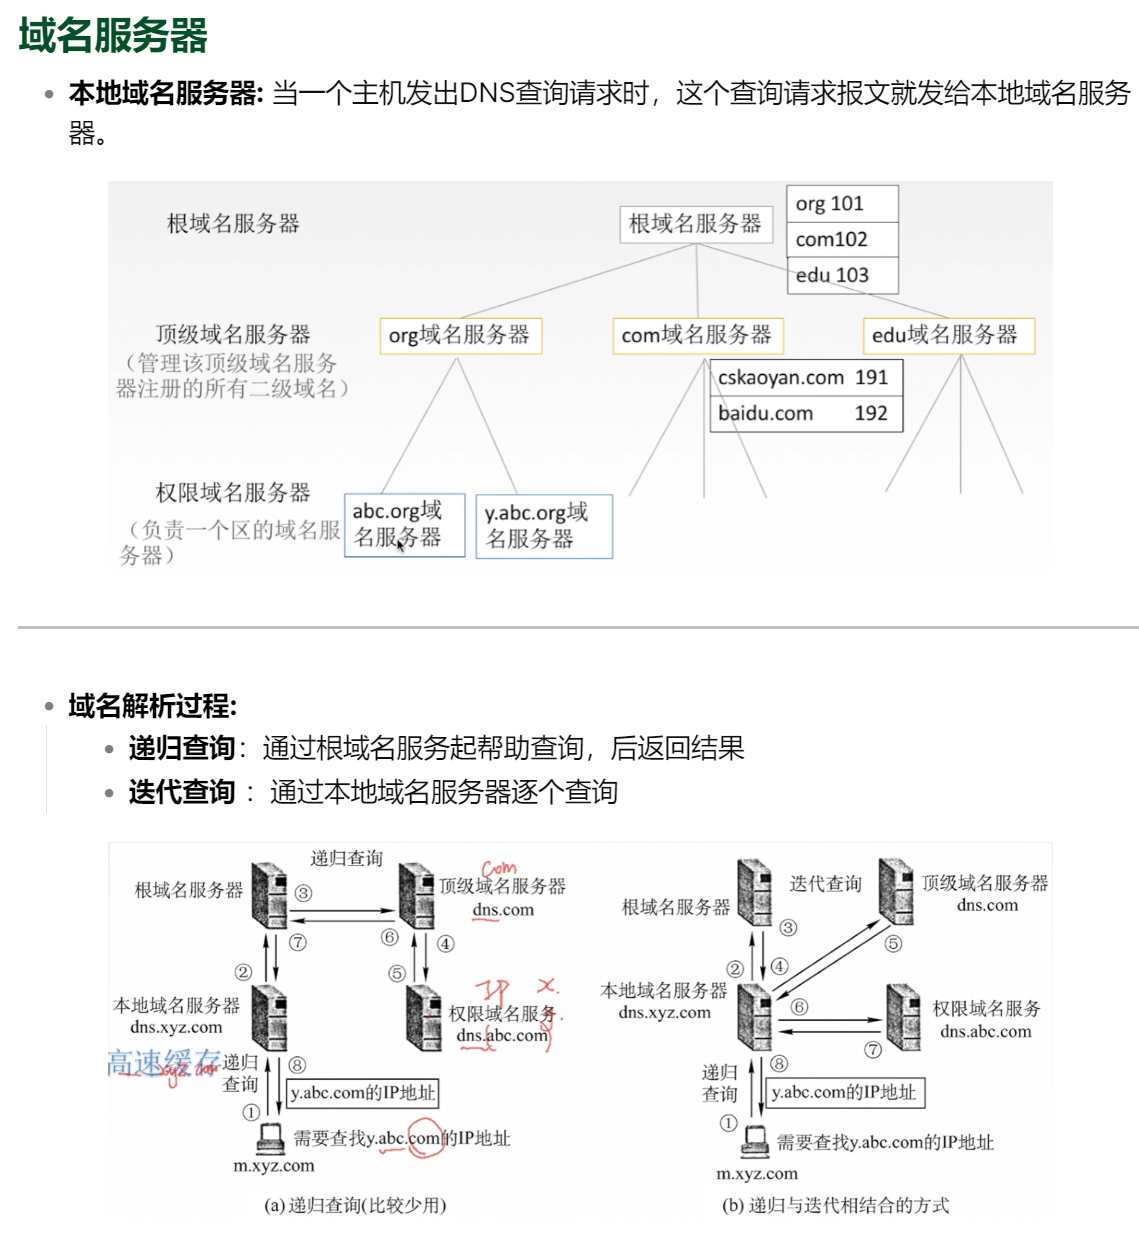 域名服务器
本地域名服务器: 当一个主机发出DNS查询请求时，这个查询请求报文就发给本地域名服务
器。
根域名服务器
根域名服务器
org 101
com102
edu 103
顶级域名服务器
（管理该顶级域名服务
器注册的所有二级域名）
org域名服务器
com域名服务器
edu域名服务器
cskaoyan.com 191
baidu.com 192
权限域名服务器
（负责一个区的域名服
务器）
abc.org域
名服务器
y.abc.org域
名服务器
域名解析过程:
递归查询：通过根域名服务起帮助查询，后返回结果
迭代查询 ：通过本地域名服务器逐个查询
递归查询
根域名服务器
③
com
顶级域名服务器
dns.com
⑥
④
⑦
②
⑤
本地域名服务器
dns.xyz.com
IP
权限域名服务
dns.abc.com
高速缓存
递归
查询
⑧
y.abc.com的IP地址
①
需要查找y.abc.com的IP地址
m.xyz.com
(a) 递归查询(比较少用)
迭代查询
根域名服务器
顶级域名服务器
dns.com
③
②
④
⑤
本地域名服务器
dns.xyz.com
⑥
权限域名服务
dns.abc.com
⑦
递归
查询
⑧
y.abc.com的IP地址
①
需要查找y.abc.com的IP地址
m.xyz.com
(b) 递归与迭代相结合的方式